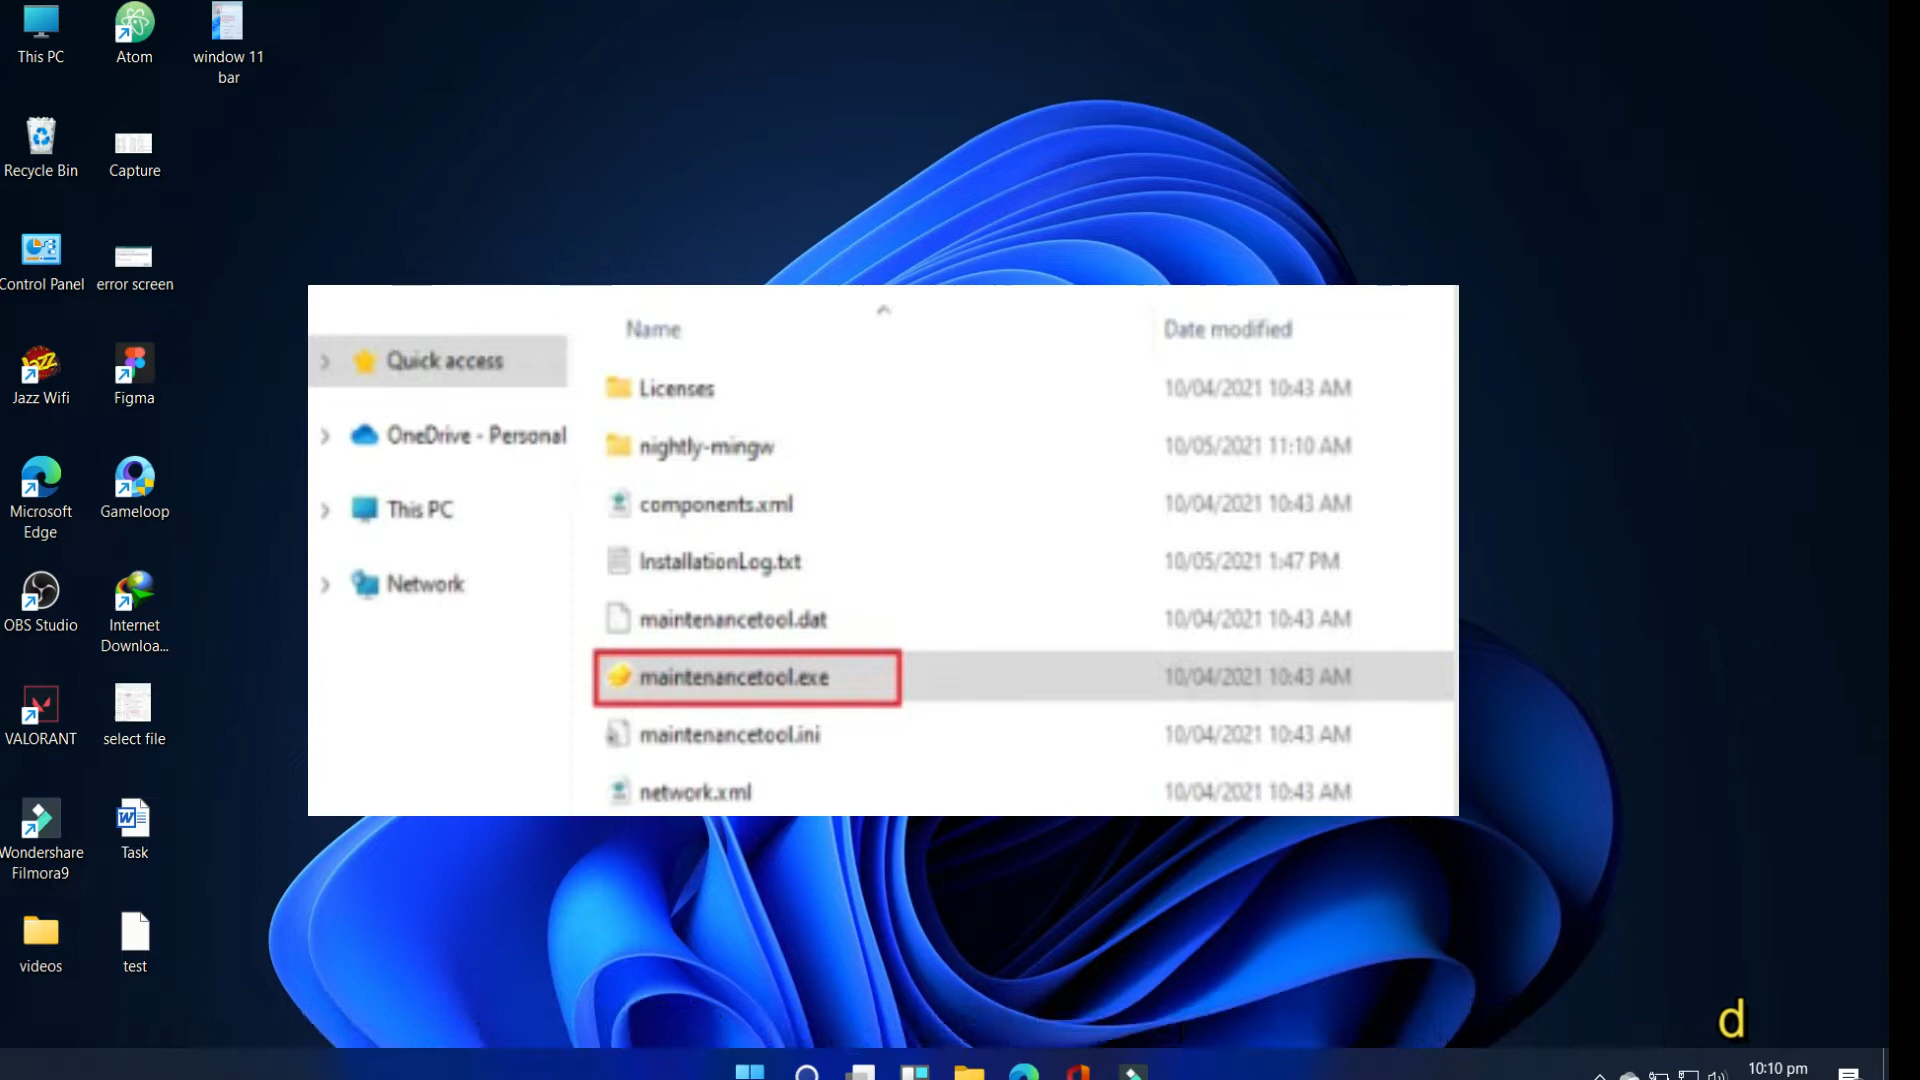 This PC
Atom
window 11
bar
Recycle Bin
Capture
Control Panel
error screen
Jazz Wifi
Figma
Microsoft
Edge
Gameloop
OBS Studio
Internet
Downloa...
VALORANT
select file
Wondershare
Filmora9
Task
videos
test
Name
Date modified
Quick access
OneDrive - Personal
This PC
Network
Licenses
10/04/2021 10:43 AM
nightly-mingw
10/05/2021 11:10 AM
components.xml
10/04/2021 10:43 AM
InstallationLog.txt
10/05/2021 1:47 PM
maintenancetool.dat
10/04/2021 10:43 AM
maintenancetool.exe
10/04/2021 10:43 AM
maintenancetool.ini
10/04/2021 10:43 AM
network.xml
10/04/2021 10:43 AM
d
10:10 pm